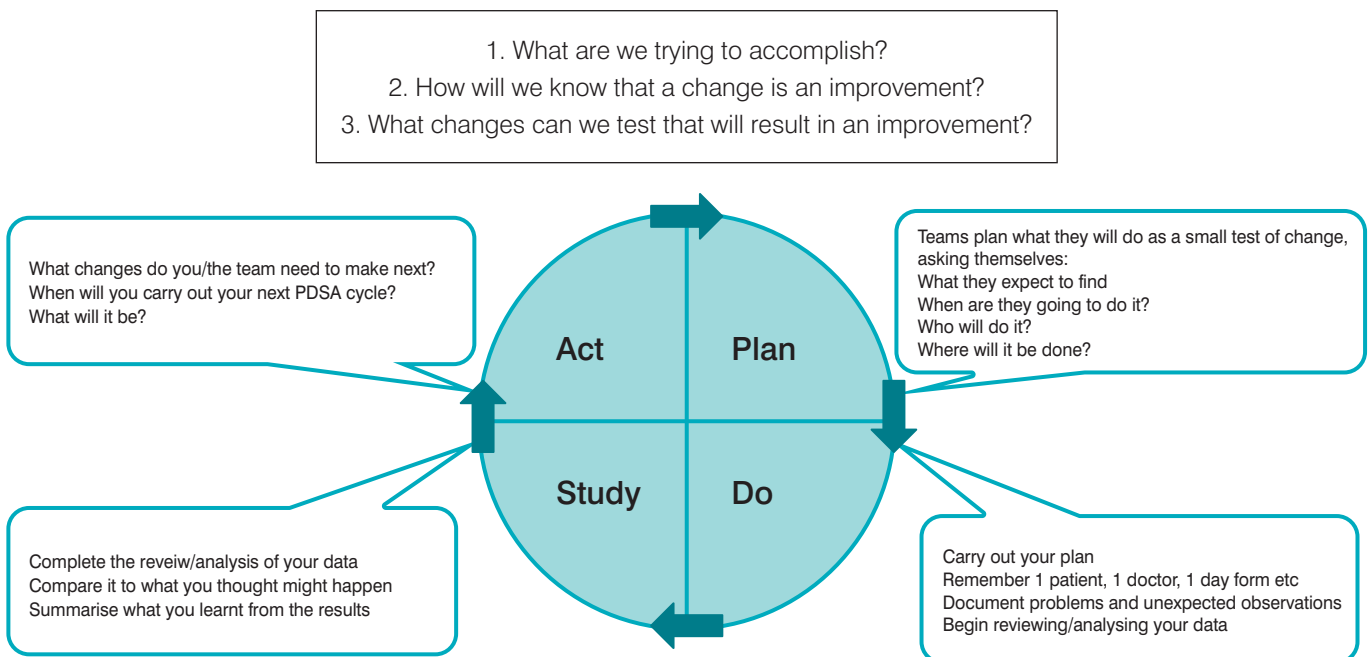 1. What are we trying to accomplish?
2. How will we know that a change is an improvement?
3. What changes can we test that will result in an improvement?
What changes do you/the team need to make next?
When will you carry out your next PDSA cycle?
What will it be?
Teams plan what they will do as a small test of change,
asking themselves:
What they expect to find
When are they going to do it?
Who will do it?
Where will it be done?
Act
Plan
Study
Do
Complete the reveiw/analysis of your data
Compare it to what you thought might happen
Summarise what you learnt from the results
Carry out your plan
Remember 1 patient, 1 doctor, 1 day form etc
Document problems and unexpected observations
Begin reviewing/analysing your data